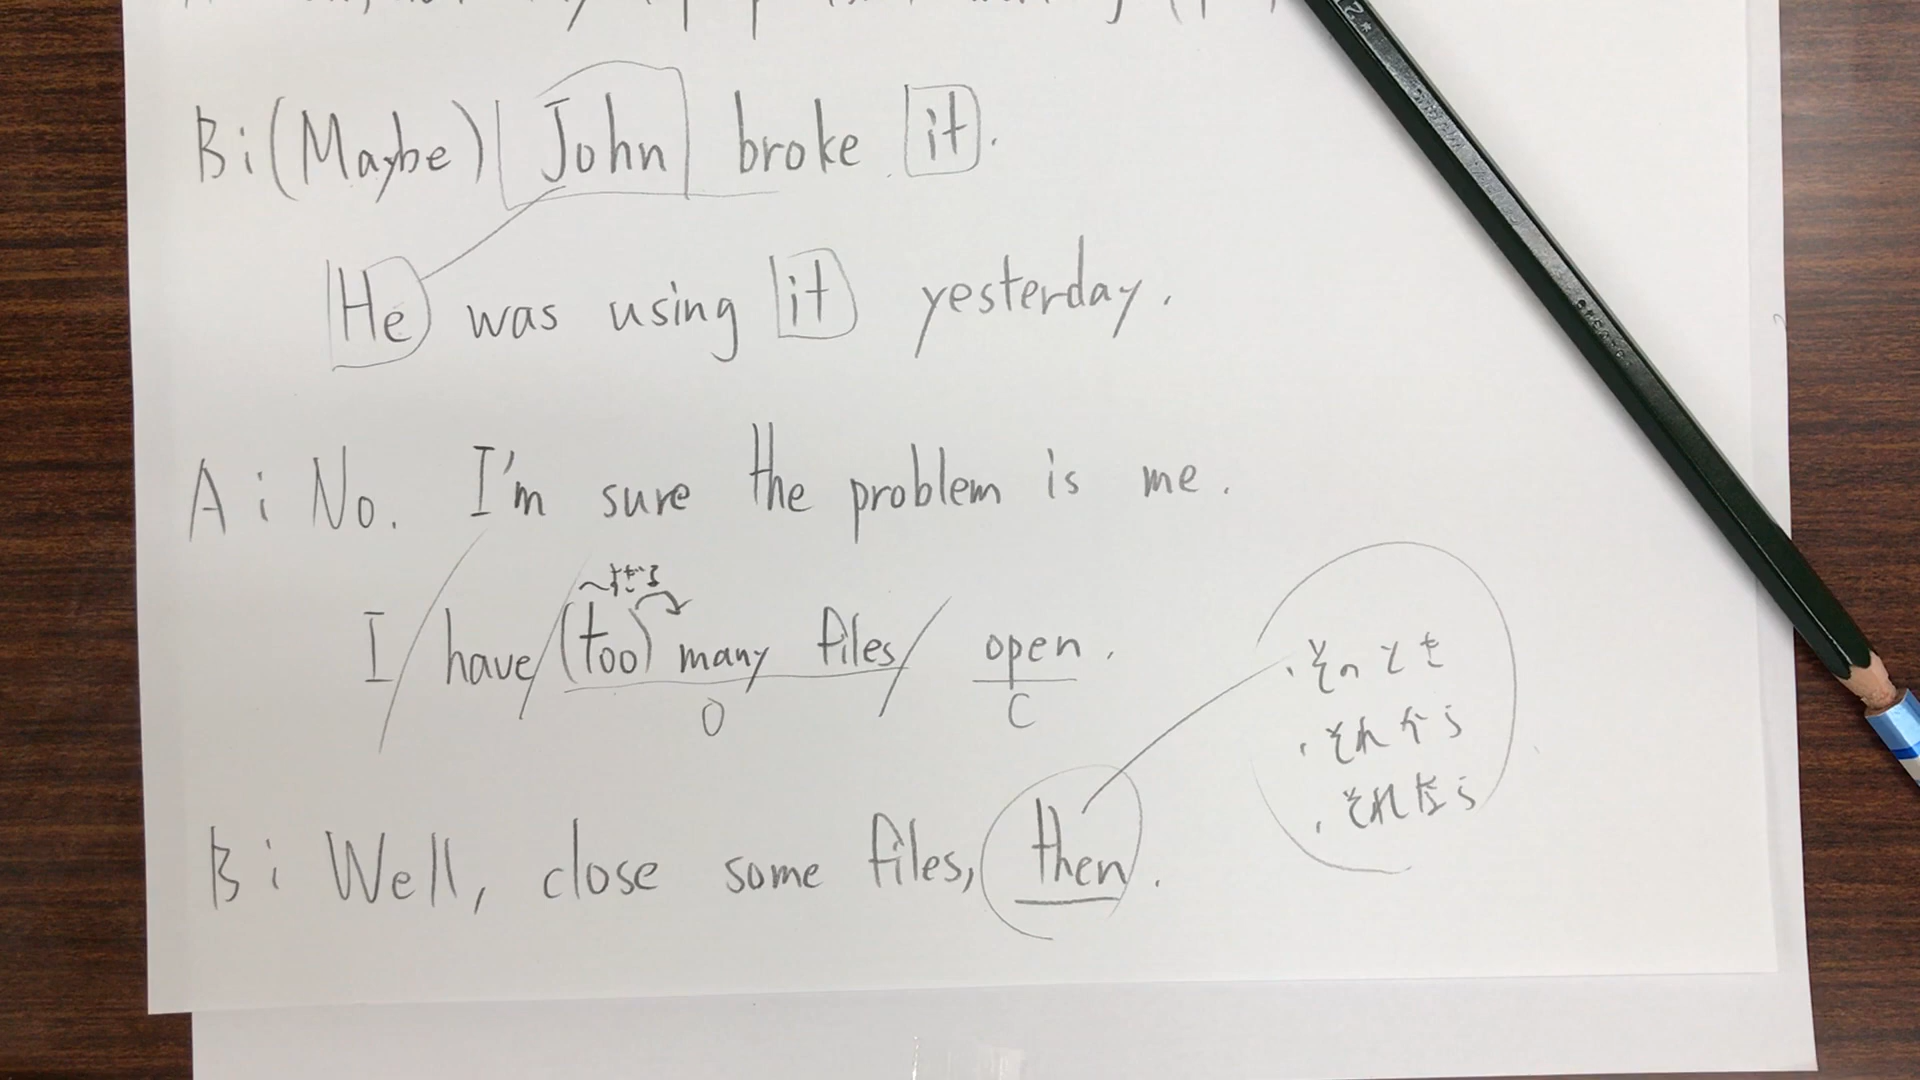 B: (Maybe) John broke it.
He was using it yesterday.
A: No. I'm sure the problem is me.
～すぎる
I / have / (too) many files / open.
O C
・そのとき
・それから
・それなら
B: Well, close some files, then.